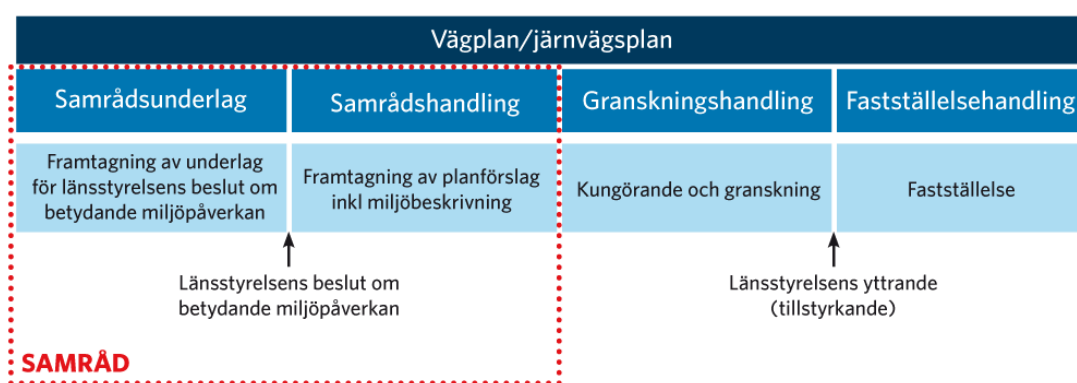 Vägplan/järnvägsplan
Samrådsunderlag
Samrådshandling
Granskningshandling
Fastställelsehandling
Framtagning av underlag
för länsstyrelsens beslut om
betydande miljöpåverkan
Framtagning av planförslag
inkl miljöbeskrivning
Kungörande och granskning
Fastställelse
Länsstyrelsens beslut om
betydande miljöpåverkan
Länsstyrelsens yttrande
(tillstyrkande)
SAMRÅD